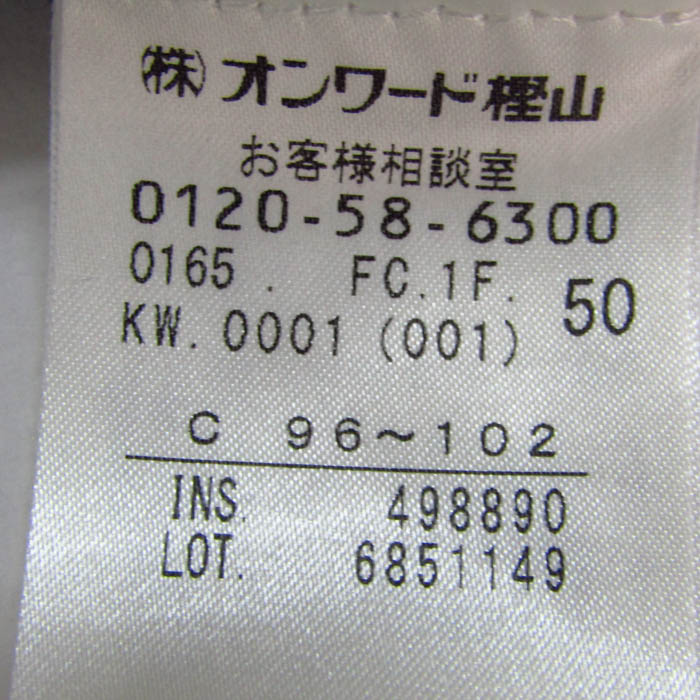 ㈱オンワード樫山
お客様相談室
0120-58-6300
0165 . FC.1F. 50
KW.0001(001)
C 96~102
INS. 498890
LOT. 6851149